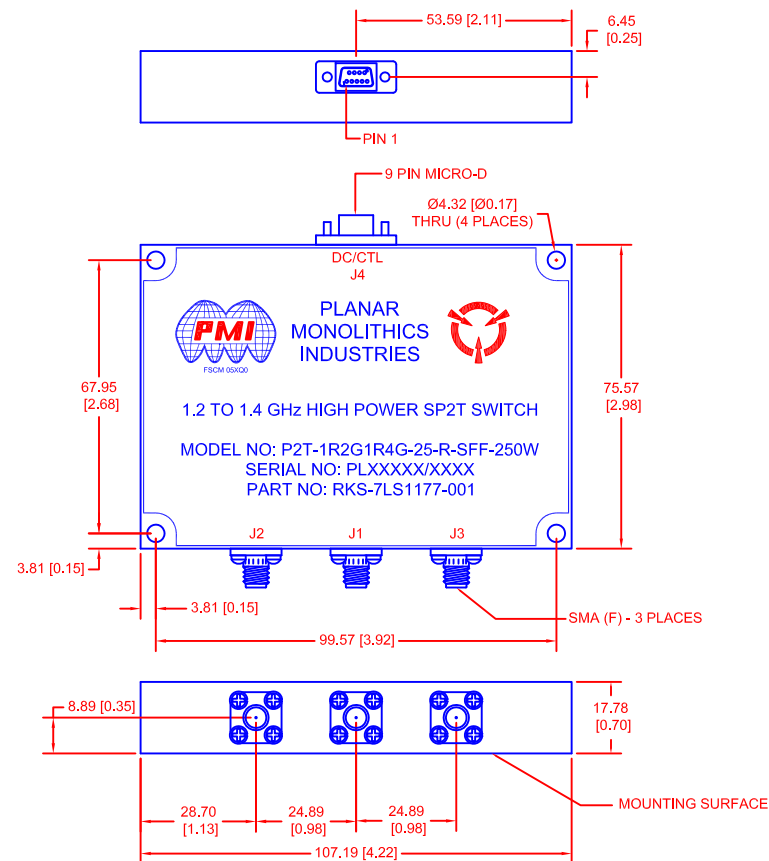 53.59 [2.11]
6.45
[0.25]
PIN 1
9 PIN MICRO-D
Ø4.32 [Ø0.17]
THRU (4 PLACES)
DC/CTL
J4
PMI
FSCM 05XQ0
PLANAR
MONOLITHICS
INDUSTRIES
67.95
[2.68]
75.57
[2.98]
1.2 TO 1.4 GHz HIGH POWER SP2T SWITCH
MODEL NO: P2T-1R2G1R4G-25-R-SFF-250W
SERIAL NO: PLXXXXX/XXXX
PART NO: RKS-7LS1177-001
J2
J1
J3
3.81 [0.15]
3.81 [0.15]
SMA (F) - 3 PLACES
99.57 [3.92]
8.89 [0.35]
17.78
[0.70]
MOUNTING SURFACE
28.70
[1.13]
24.89
[0.98]
24.89
[0.98]
107.19 [4.22]